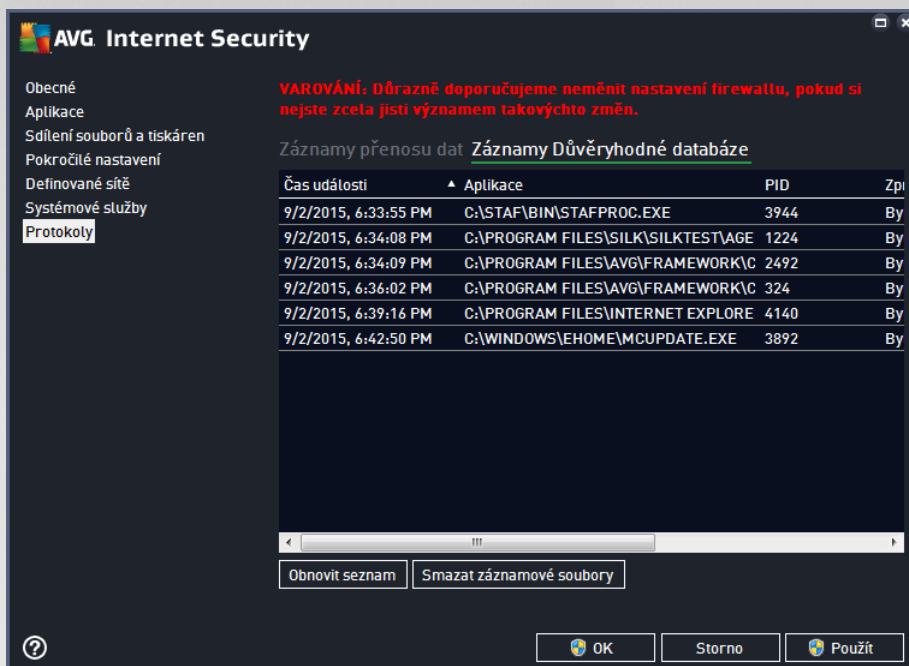 AVG Internet Security
Obecné
Aplikace
Sdílení souborů a tiskáren
Pokročilé nastavení
Definované sítě
Systémové služby
Protokoly
VAROVÁNÍ: Důrazně doporučujeme neměnit nastavení firewallu, pokud si
nejste zcela jisti významem takovýchto změn.
Záznamy přenosu dat Záznamy Důvěryhodné databáze
Čas události Aplikace PID Zpr
9/2/2015, 6:33:55 PM C:\STAF\BIN\STAFPROC.EXE 3944 By
9/2/2015, 6:34:08 PM C:\PROGRAM FILES\SILK\SILKTEST\AGE 1224 By
9/2/2015, 6:34:09 PM C:\PROGRAM FILES\AVG\FRAMEWORK\C 2492 By
9/2/2015, 6:36:02 PM C:\PROGRAM FILES\AVG\FRAMEWORK\C 324 By
9/2/2015, 6:39:16 PM C:\PROGRAM FILES\INTERNET EXPLORE 4140 By
9/2/2015, 6:42:50 PM C:\WINDOWS\EHOME\MCUPDATE.EXE 3892 By
Obnovit seznam Smazat záznamové soubory
OK Storno Použít